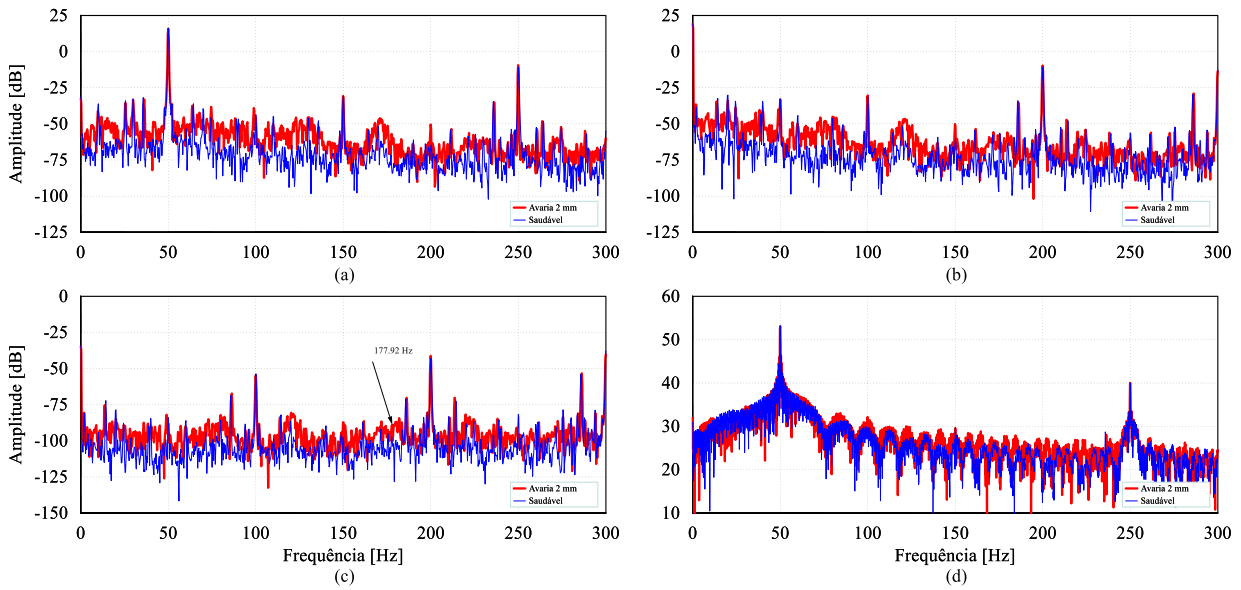 25
0
-25
-50
-75
-100
-125
Amplitude [dB]
0 50 100 150 200 250 300
Avaria 2 mm
Saudável
(a)
25
0
-25
-50
-75
-100
-125
0 50 100 150 200 250 300
Avaria 2 mm
Saudável
(b)
0
-25
-50
-75
-100
-125
-150
Amplitude [dB]
177.92 Hz
Avaria 2 mm
Saudável
0 50 100 150 200 250 300
Frequência [Hz]
(c)
60
50
40
30
20
10
Avaria 2 mm
Saudável
0 50 100 150 200 250 300
Frequência [Hz]
(d)